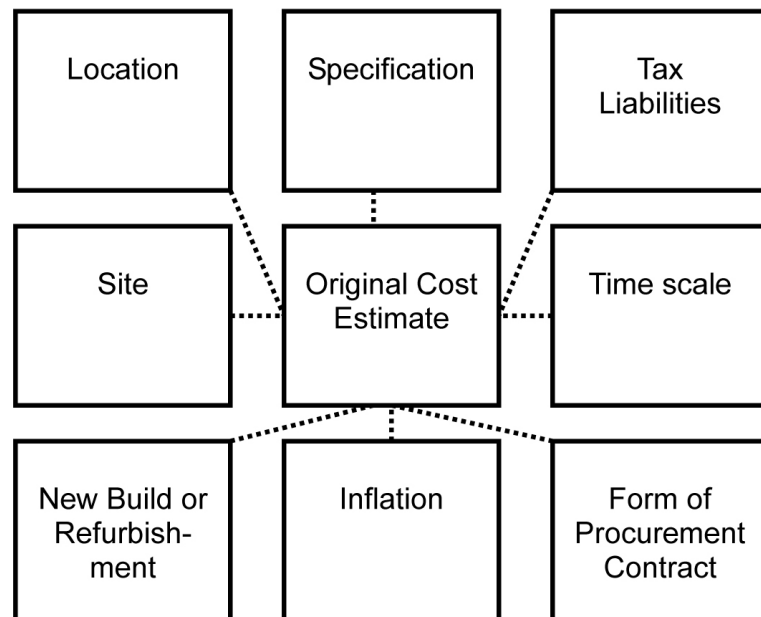 Location
Specification
Tax
Liabilities
Site
Original Cost
Estimate
Time scale
New Build or
Refurbish-
ment
Inflation
Form of
Procurement
Contract